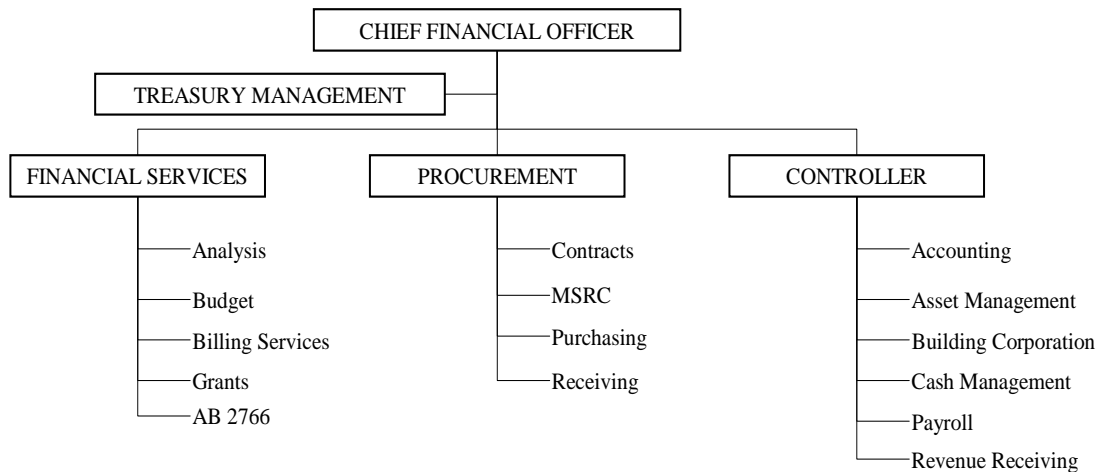 CHIEF FINANCIAL OFFICER
TREASURY MANAGEMENT
FINANCIAL SERVICES
Analysis
Budget
Billing Services
Grants
AB 2766
PROCUREMENT
Contracts
MSRC
Purchasing
Receiving
CONTROLLER
Accounting
Asset Management
Building Corporation
Cash Management
Payroll
Revenue Receiving